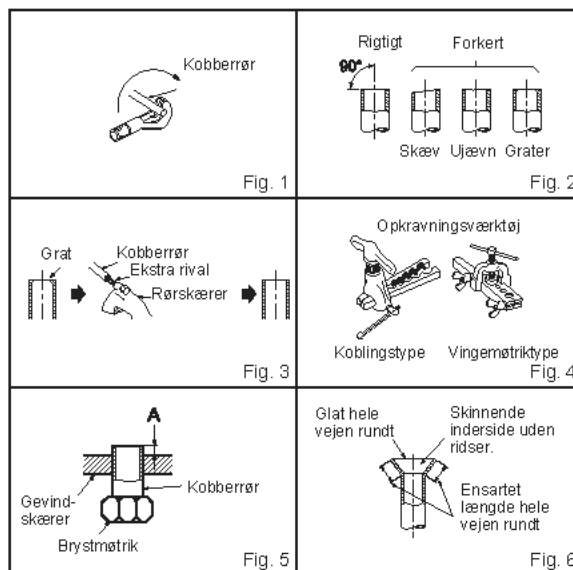 Kobberrør
Fig. 1
Rigtigt
Forkert
90°
Skæv
Ujævn
Grater
Fig. 2
Grat
Kobberrør
Ekstra rival
Rørskærer
Fig. 3
Opkravningsværktøj
Koblingstype
Vingemøtriktype
Fig. 4
A
Kobberrør
Gevind-
skærer
Brystmøtrik
Fig. 5
Glat hele
vejen rundt
Skinnende
inderside uden
ridser.
Ensartet
længde hele
vejen rundt
Fig. 6